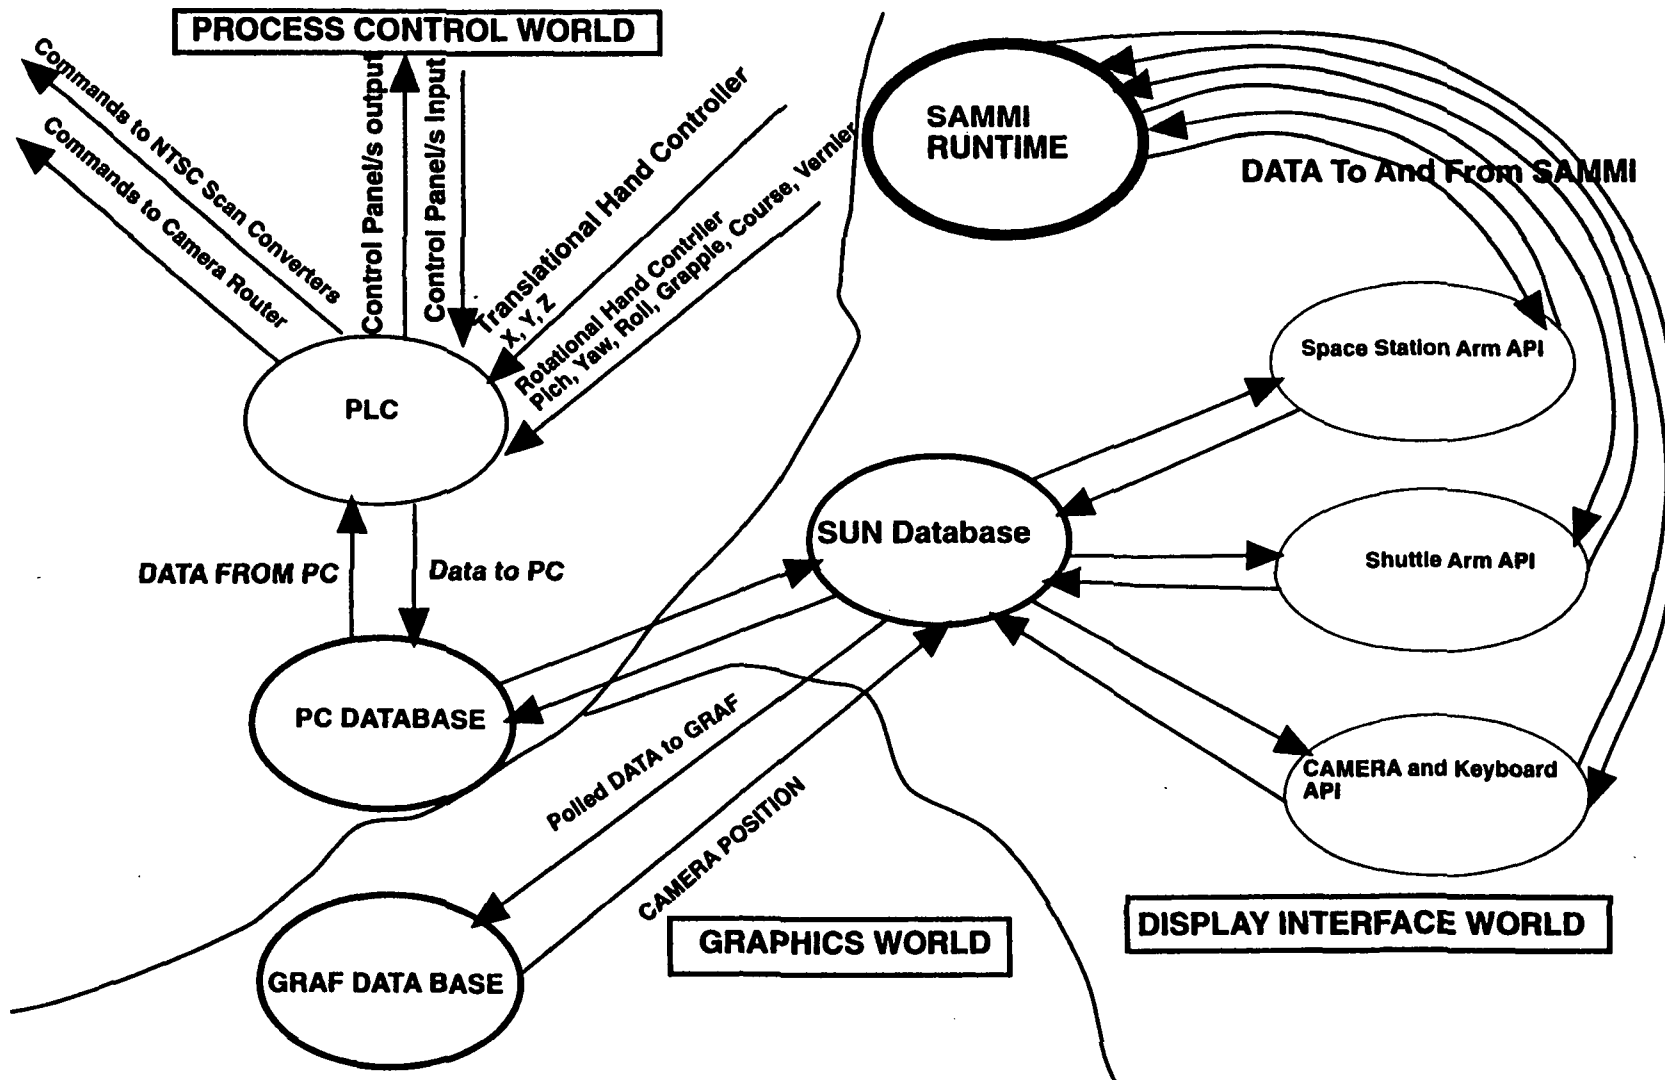 PROCESS CONTROL WORLD
Commands to NTSC Scan Converters
Commands to Camera Router
Control Panel/s output
Control Panel/s Input
Translational Hand Controller
X, Y, Z
Rotational Hand Contrller
Pich, Yaw, Roll, Grapple, Course, Vernier
SAMMI
RUNTIME
DATA To And From SAMMI
Space Station Arm API
PLC
SUN Database
Shuttle Arm API
DATA FROM PC
Data to PC
PC DATABASE
Polled DATA to GRAF
CAMERA POSITION
CAMERA and Keyboard
API
GRAPHICS WORLD
DISPLAY INTERFACE WORLD
GRAF DATA BASE